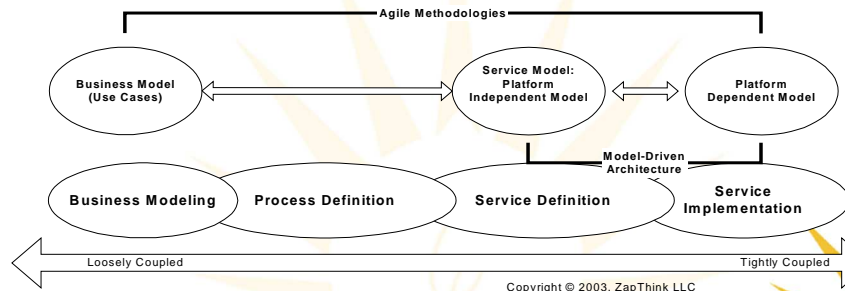 Agile Methodologies
Business Model
(Use Cases)
Service Model:
Platform
Independent Model
Platform
Dependent Model
Model-Driven
Architecture
Business Modeling
Process Definition
Service Definition
Service
Implementation
Loosely Coupled
Tightly Coupled
Copyright © 2003, ZapThink LLC